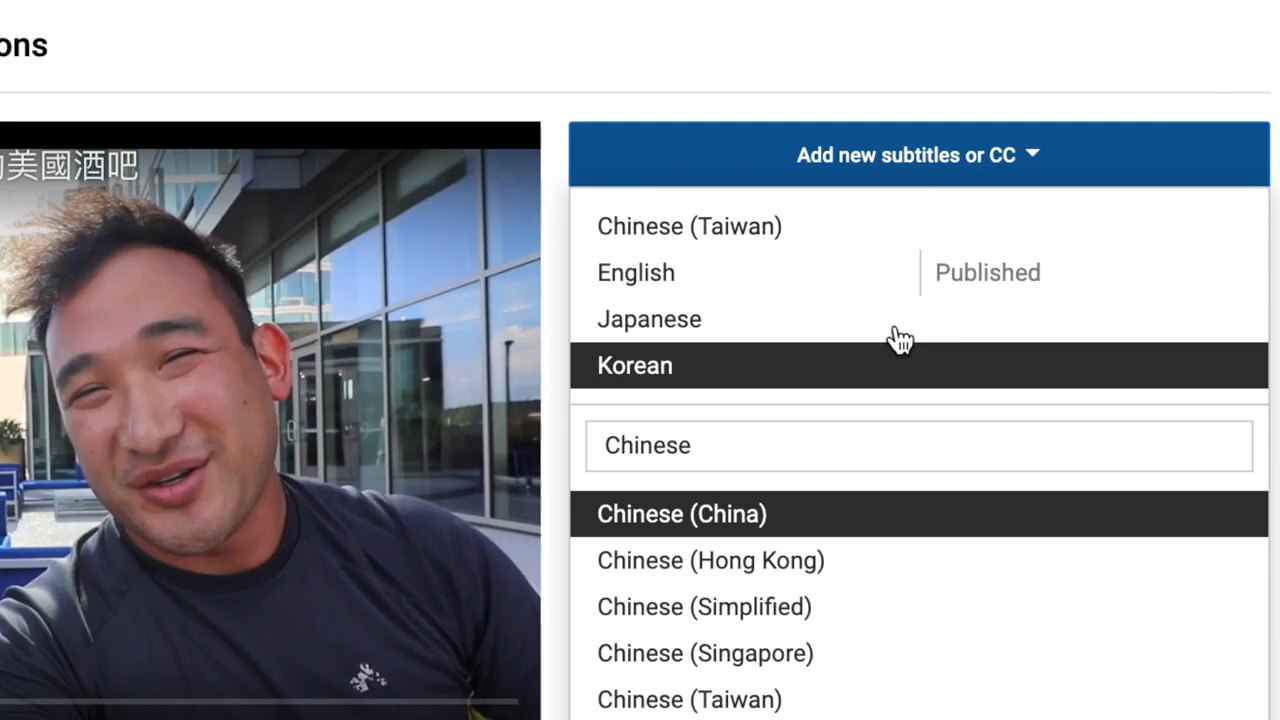 ons
美國酒吧
Add new subtitles or CC
Chinese (Taiwan)
English
Published
Japanese
Korean
Chinese
Chinese (China)
Chinese (Hong Kong)
Chinese (Simplified)
Chinese (Singapore)
Chinese (Taiwan)